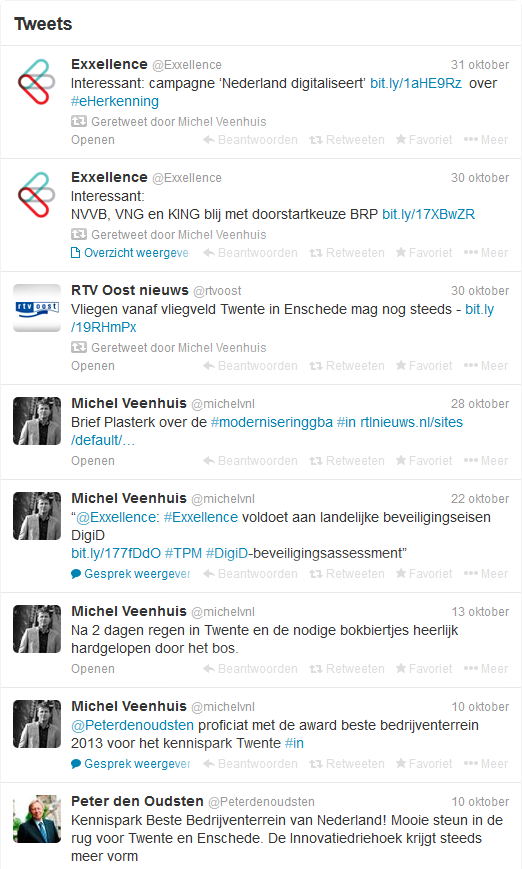 Tweets
Exxellence @Exxellence 31 oktober
Interessant: campagne ‘Nederland digitaliseert’ bit.ly/1aHE9Rz over
#eHerkenning
Geretweet door Michel Veenhuis
Openen Beantwoorden Retweeten Favoriet Meer
Exxellence @Exxellence 30 oktober
Interessant:
NVVB, VNG en KING blij met doorstartkeuze BRP bit.ly/17XBwZR
Geretweet door Michel Veenhuis
Overzicht weergeve Beantwoorden Retweeten Favoriet Meer
rtv oost
RTV Oost nieuws @rtvoost 30 oktober
Vliegen vanaf vliegveld Twente in Enschede mag nog steeds - bit.ly
/19RHmPx
Geretweet door Michel Veenhuis
Openen Beantwoorden Retweeten Favoriet Meer
Michel Veenhuis @michelvnl 28 oktober
Brief Plasterk over de #moderniseringgba #in rtlnieuws.nl/sites
/default/…
Openen Beantwoorden Retweeten Favoriet Meer
Michel Veenhuis @michelvnl 22 oktober
“@Exxellence: #Exxellence voldoet aan landelijke beveiligingseisen
DigiD
bit.ly/177fDdO #TPM #DigiD-beveiligingsassessment”
Gesprek weergever Beantwoorden Retweeten Favoriet Meer
Michel Veenhuis @michelvnl 13 oktober
Na 2 dagen regen in Twente en de nodige bokbiertjes heerlijk
hardgelopen door het bos.
Openen Beantwoorden Retweeten Favoriet Meer
Michel Veenhuis @michelvnl 10 oktober
@Peterdenoudsten proficiat met de award beste bedrijventerrein
2013 voor het kennispark Twente #in
Gesprek weergever Beantwoorden Retweeten Favoriet Meer
Peter den Oudsten @Peterdenoudsten 10 oktober
Kennispark Beste Bedrijventerrein van Nederland! Mooie steun in de
rug voor Twente en Enschede. De Innovatiedriehoek krijgt steeds
meer vorm